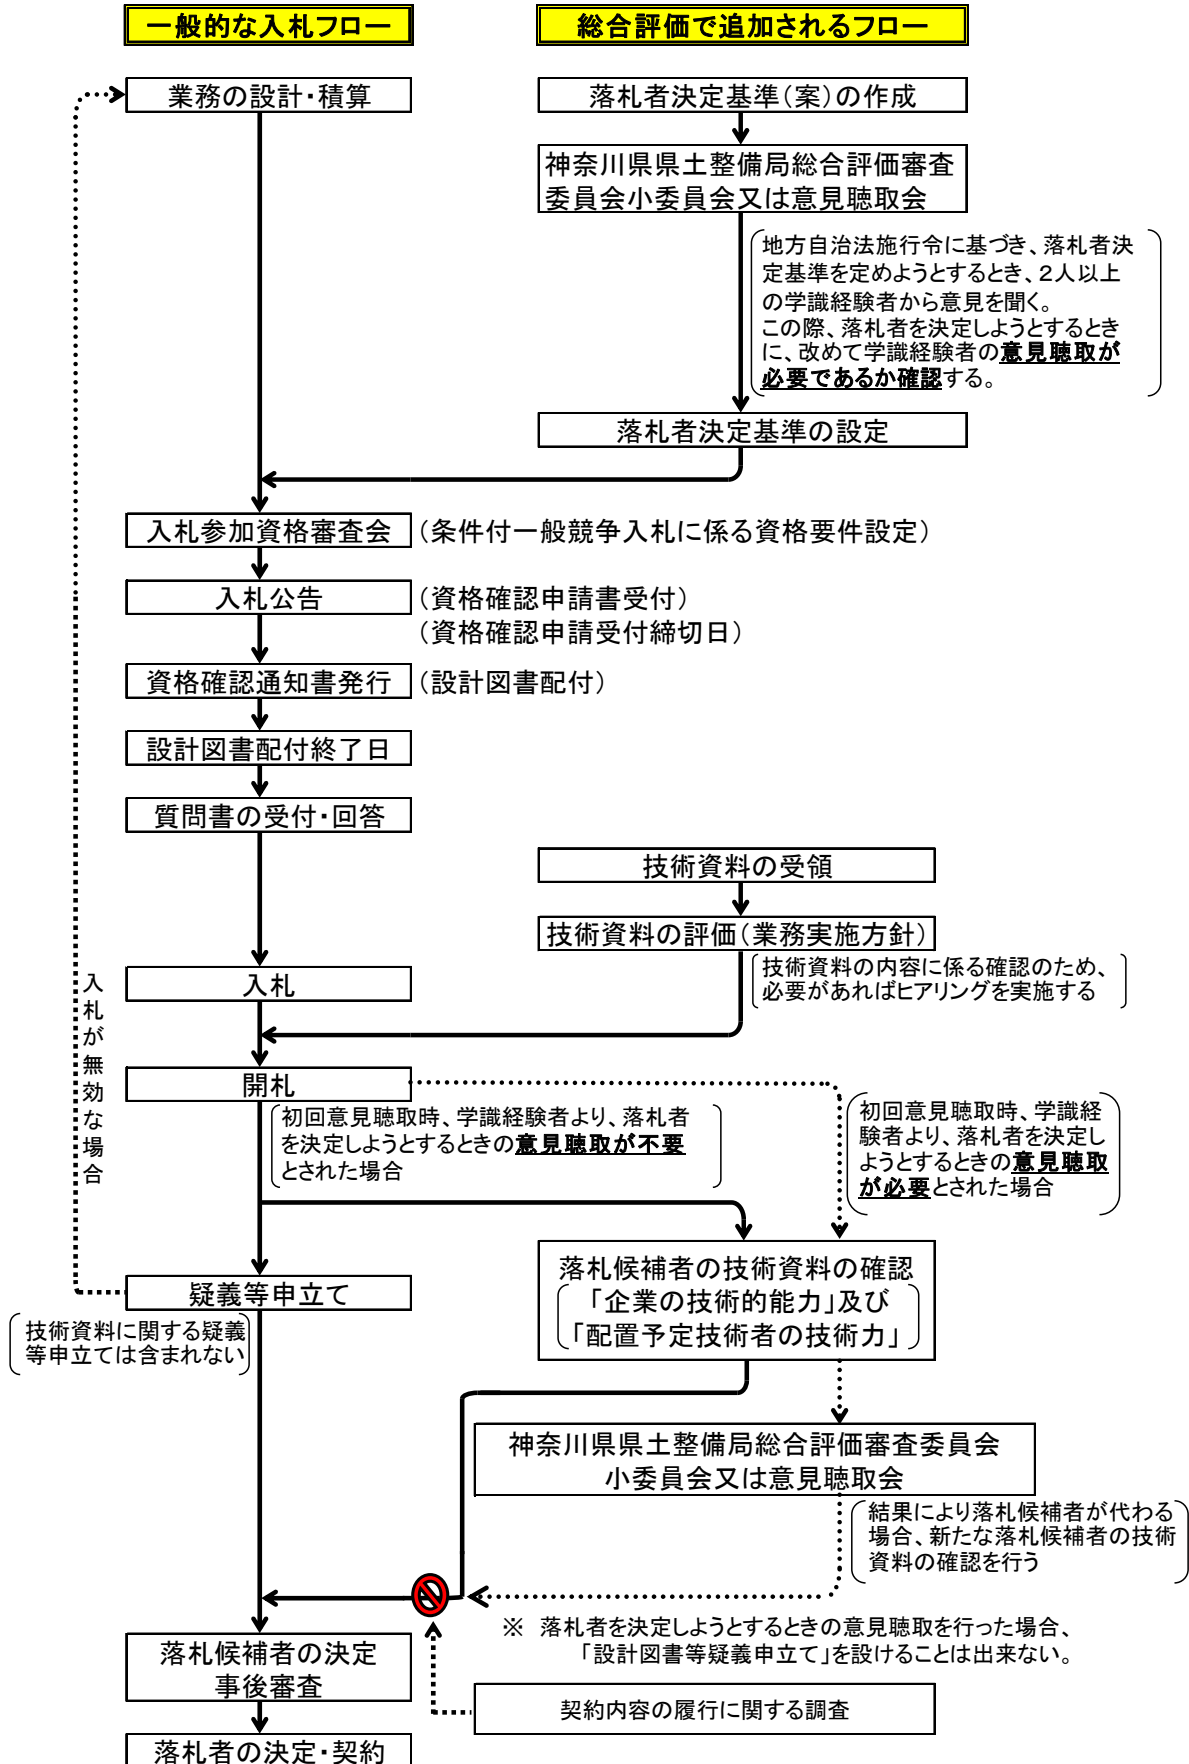 一般的な入札フロー
総合評価で追加されるフロー
業務の設計・積算
落札者決定基準(案)の作成
神奈川県県土整備局総合評価審査
委員会小委員会又は意見聴取会
地方自治法施行令に基づき、落札者決
定基準を定めようとするとき、2人以上
の学識経験者から意見を聞く。
この際、落札者を決定しようとするとき
に、改めて学識経験者の意見聴取が
必要であるか確認する。
落札者決定基準の設定
入札参加資格審査会
(条件付一般競争入札に係る資格要件設定)
入札公告
(資格確認申請書受付)
(資格確認申請受付締切日)
資格確認通知書発行
(設計図書配付)
設計図書配付終了日
質問書の受付・回答
技術資料の受領
技術資料の評価(業務実施方針)
技術資料の内容に係る確認のため、
必要があればヒアリングを実施する
入札
入札が無効な場合
開札
初回意見聴取時、学識経験者より、落札者
を決定しようとするときの意見聴取が不要
とされた場合
初回意見聴取時、学識経
験者より、落札者を決定し
ようとするときの意見聴取
が必要とされた場合
疑義等申立て
技術資料に関する疑義
等申立ては含まれない
落札候補者の技術資料の確認
「企業の技術的能力」及び
「配置予定技術者の技術力」
神奈川県県土整備局総合評価審査委員会
小委員会又は意見聴取会
結果により落札候補者が代わる
場合、新たな落札候補者の技術
資料の確認を行う
※ 落札者を決定しようとするときの意見聴取を行った場合、
「設計図書等疑義申立て」を設けることは出来ない。
落札候補者の決定
事後審査
契約内容の履行に関する調査
落札者の決定・契約